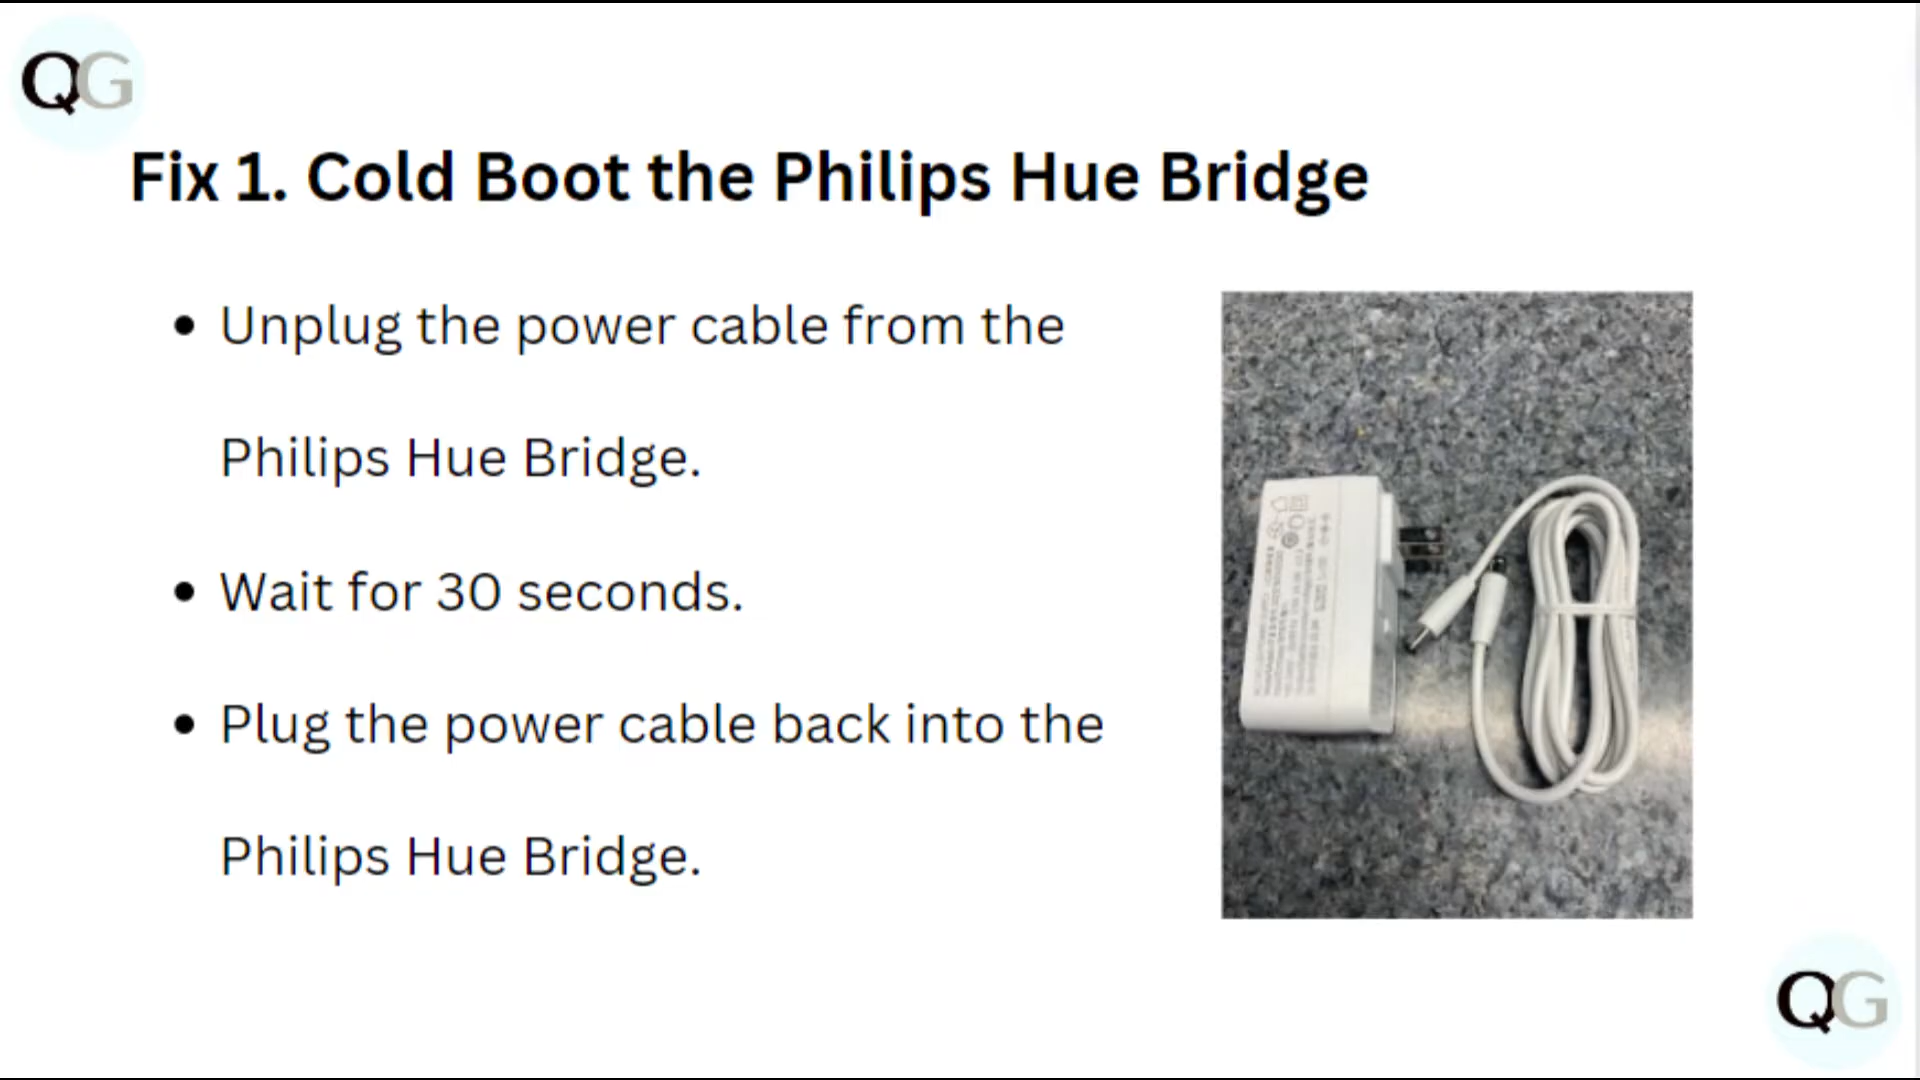 QG
Fix 1. Cold Boot the Philips Hue Bridge
• Unplug the power cable from the
Philips Hue Bridge.
• Wait for 30 seconds.
• Plug the power cable back into the
Philips Hue Bridge.
QG